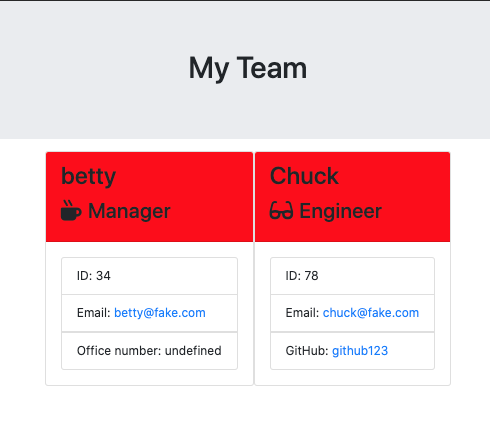 My Team
betty
Manager
ID: 34
Email: betty@fake.com
Office number: undefined
Chuck
Engineer
ID: 78
Email: chuck@fake.com
GitHub: github123